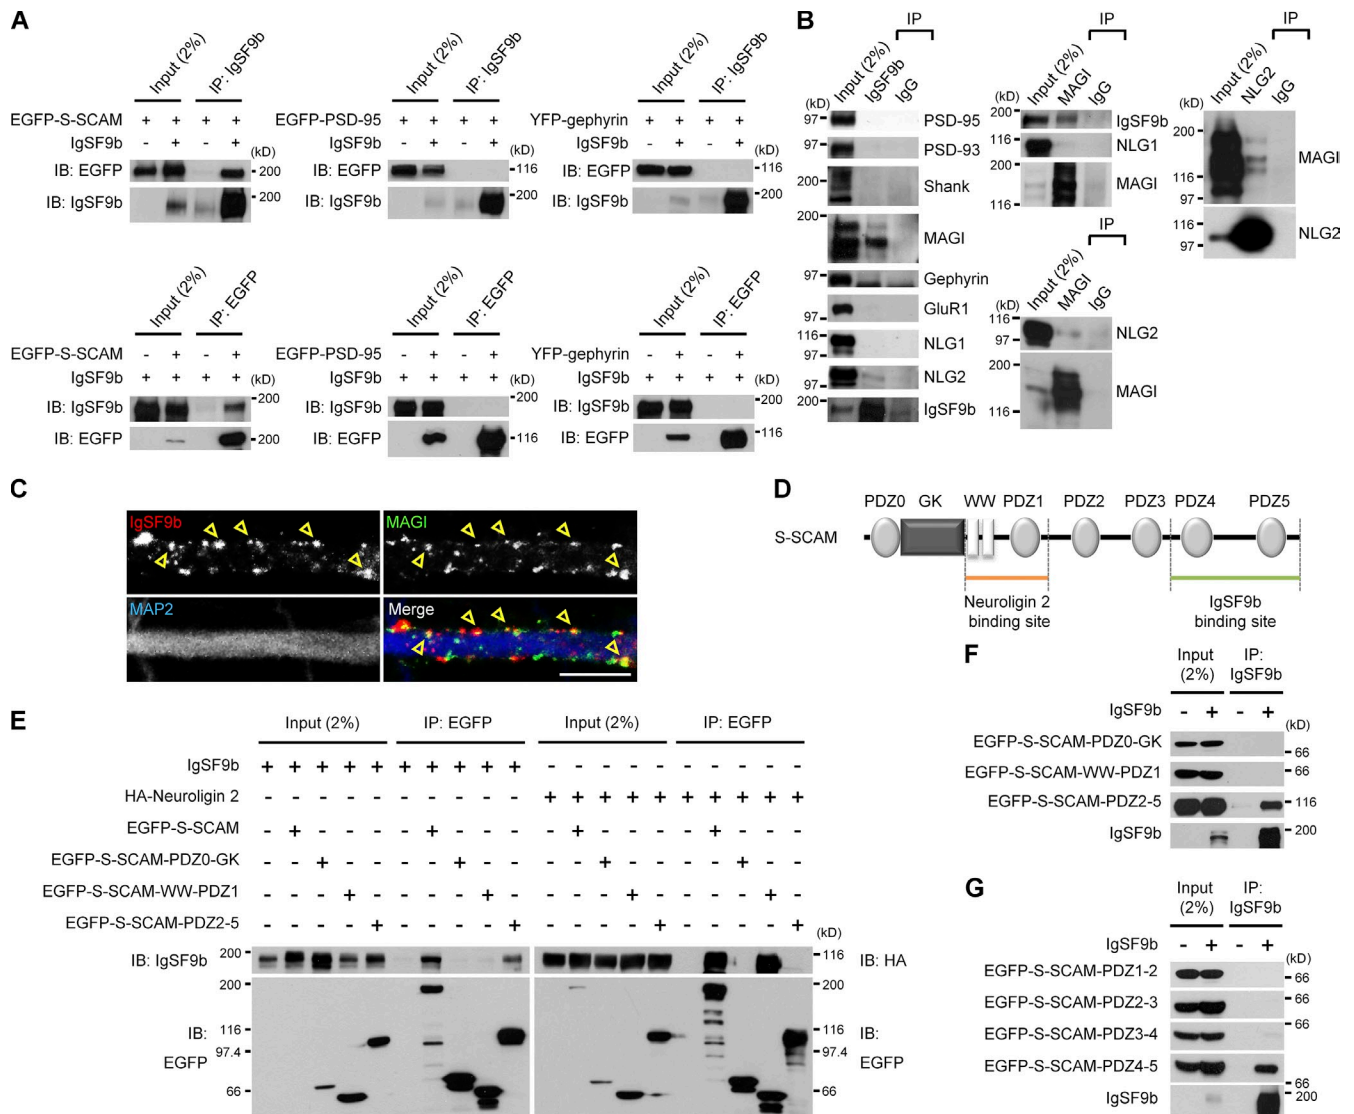 A
Input (2%) IP: IgSF9b
EGFP-S-SCAM + + + +
IgSF9b + + (kD)
IB: EGFP 200
IB: IgSF9b 200
Input (2%) IP: IgSF9b
EGFP-PSD-95 + + + +
IgSF9b + + (kD)
IB: EGFP 116
IB: IgSF9b 200
Input (2%) IP: IgSF9b
YFP-gephyrin + + + +
IgSF9b + + (kD)
IB: EGFP 116
IB: IgSF9b 200
Input (2%) IP: EGFP
EGFP-S-SCAM - + - +
IgSF9b + + + + (kD)
IB: IgSF9b 200
IB: EGFP 200
Input (2%) IP: EGFP
EGFP-PSD-95 - + - +
IgSF9b + + + + (kD)
IB: IgSF9b 200
IB: EGFP 116
Input (2%) IP: EGFP
YFP-gephyrin - + - +
IgSF9b + + + + (kD)
IB: IgSF9b 200
IB: EGFP 116
B
IP
Input (2%) IgSF9b IgG
(kD)
97 PSD-95
97 PSD-93
200 Shank
200 MAGI
97 Gephyrin
97 GluR1
116 NLG1
97
97 NLG2
200 IgSF9b
IP
Input (2%) MAGI IgG
(kD)
200 IgSF9b
116 NLG1
200 MAGI
116
IP
Input (2%) MAGI IgG
(kD)
116 NLG2
97
200 MAGI
116
IP
Input (2%) NLG2 IgG
(kD)
200 MAGI
116
97
116 NLG2
97
C
IgSF9b MAGI
MAP2 Merge
D
PDZ0 GK WW PDZ1 PDZ2 PDZ3 PDZ4 PDZ5
S-SCAM
Neuroligin 2 binding site
IgSF9b binding site
E
Input (2%) IP: EGFP Input (2%) IP: EGFP
IgSF9b + + + + + + + + + + - - - - - - - - - -
HA-Neuroligin 2 - - - - - - - - - - + + + + + + + + + +
EGFP-S-SCAM - + - - - - + - - - - + - - - - + - - -
EGFP-S-SCAM-PDZ0-GK - - + - - - - + - - - - + - - - - + - -
EGFP-S-SCAM-WW-PDZ1 - - - + - - - - + - - - - + - - - - + -
EGFP-S-SCAM-PDZ2-5 - - - - + - - - - + - - - - + - - - - +
(kD)
IB: IgSF9b 200 116 IB: HA
200 200
IB: EGFP 116 116 IB: EGFP
97.4 97.4
66 66
F
Input (2%) IP: IgSF9b
IgSF9b - + - + (kD)
EGFP-S-SCAM-PDZ0-GK 66
EGFP-S-SCAM-WW-PDZ1 66
EGFP-S-SCAM-PDZ2-5 116
IgSF9b 200
G
Input (2%) IP: IgSF9b
IgSF9b - + - + (kD)
EGFP-S-SCAM-PDZ1-2 66
EGFP-S-SCAM-PDZ2-3 66
EGFP-S-SCAM-PDZ3-4 66
EGFP-S-SCAM-PDZ4-5 66
IgSF9b 200